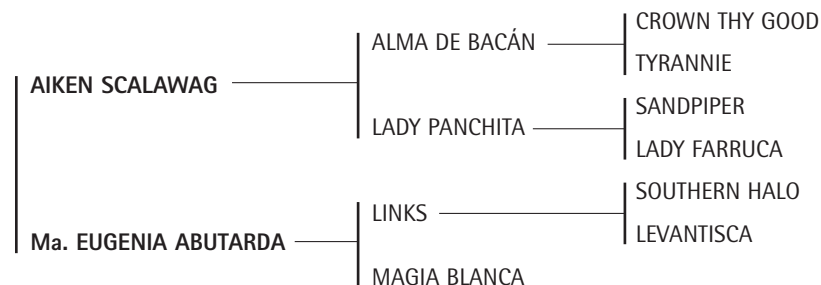 CROWN THY GOOD
ALMA DE BACÁN
TYRANNIE
AIKEN SCALAWAG
SANDPIPER
LADY PANCHITA
LADY FARRUCA
SOUTHERN HALO
LINKS
LEVANTISCA
Ma. EUGENIA ABUTARDA
MAGIA BLANCA